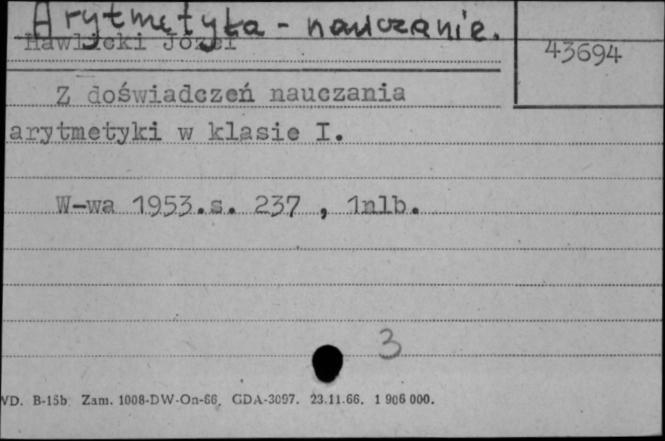 Arytmetyka - nauczanie.
Hawlicki Józef
43694
Z doświadczeń nauczania
arytmetyki w klasie I.
W-wa 1953.s. 237 , 1nlb.
3
VD. B-15b. Zam. 1008-DW-On-66. GDA-3097. 23.11.66. 1 906 000.